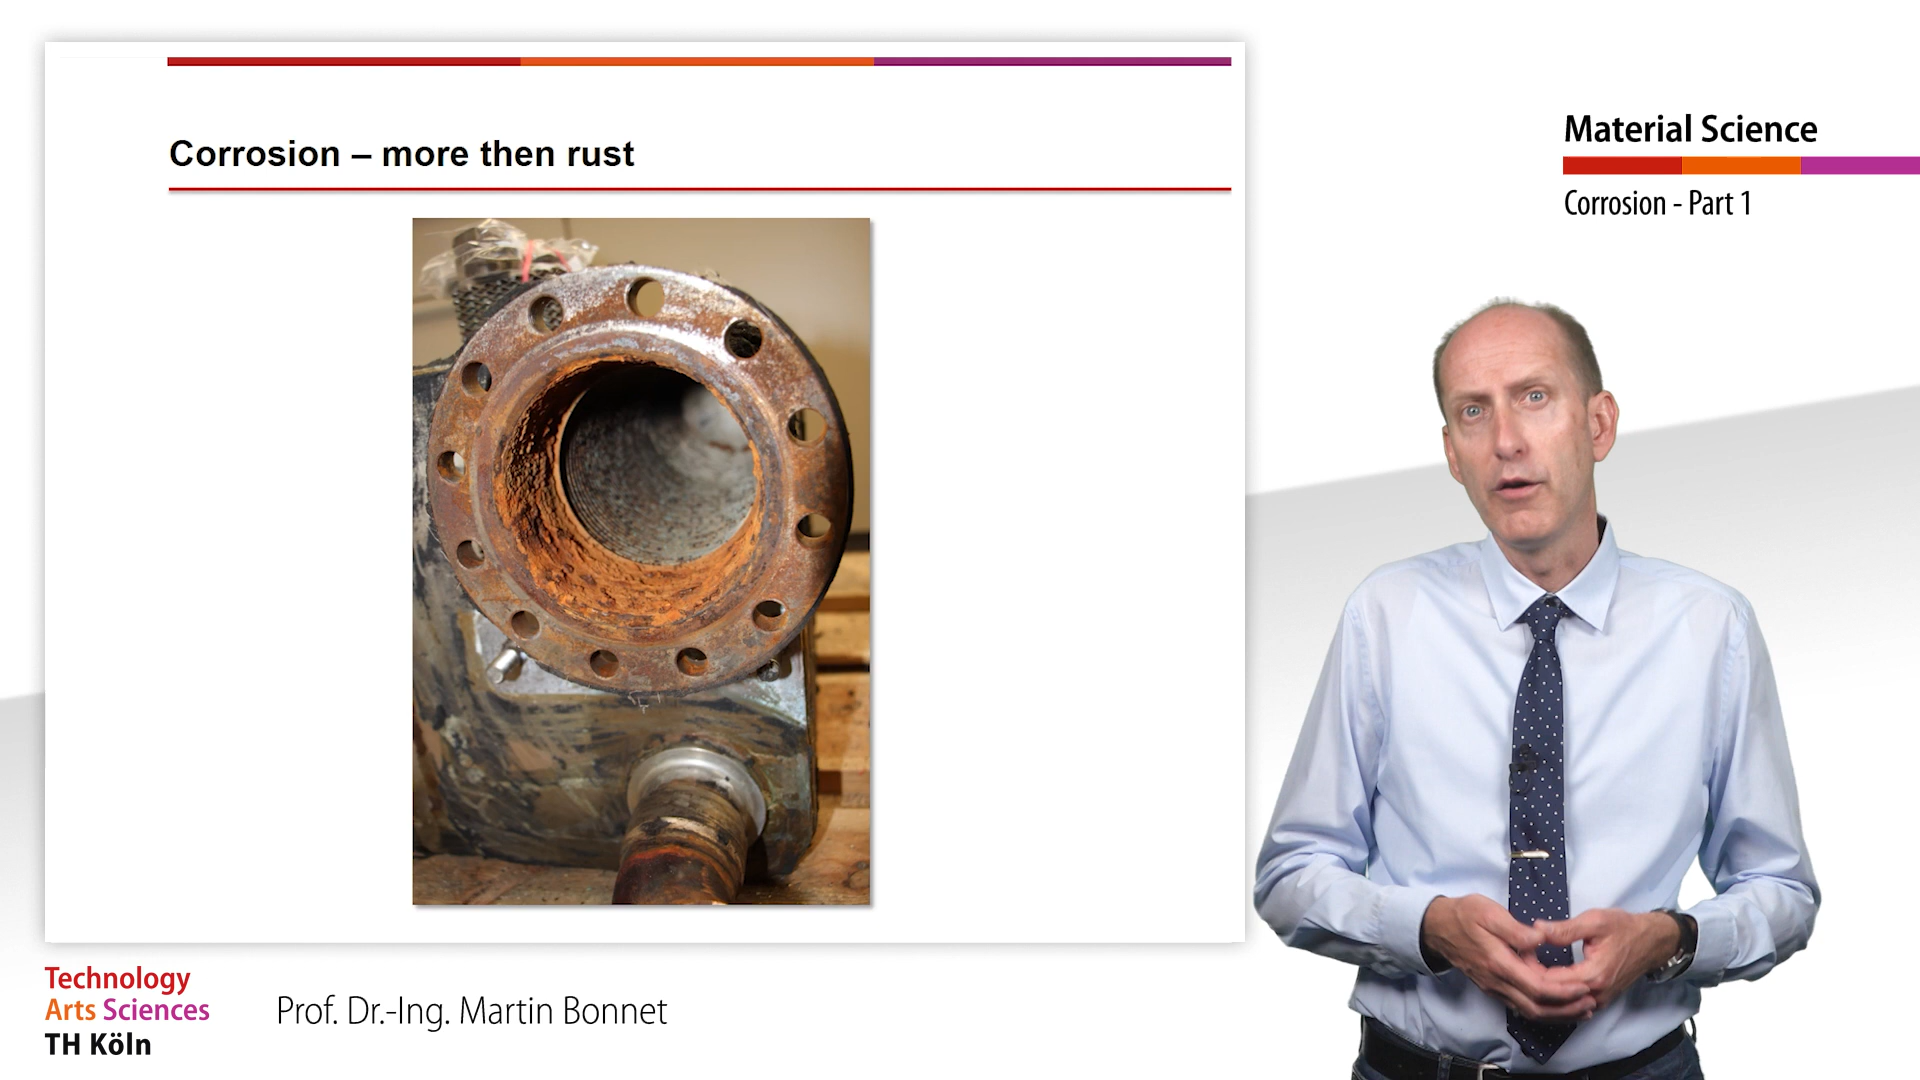 Corrosion – more then rust
Material Science
Corrosion - Part 1
Technology
Arts Sciences
TH Köln
Prof. Dr.-Ing. Martin Bonnet